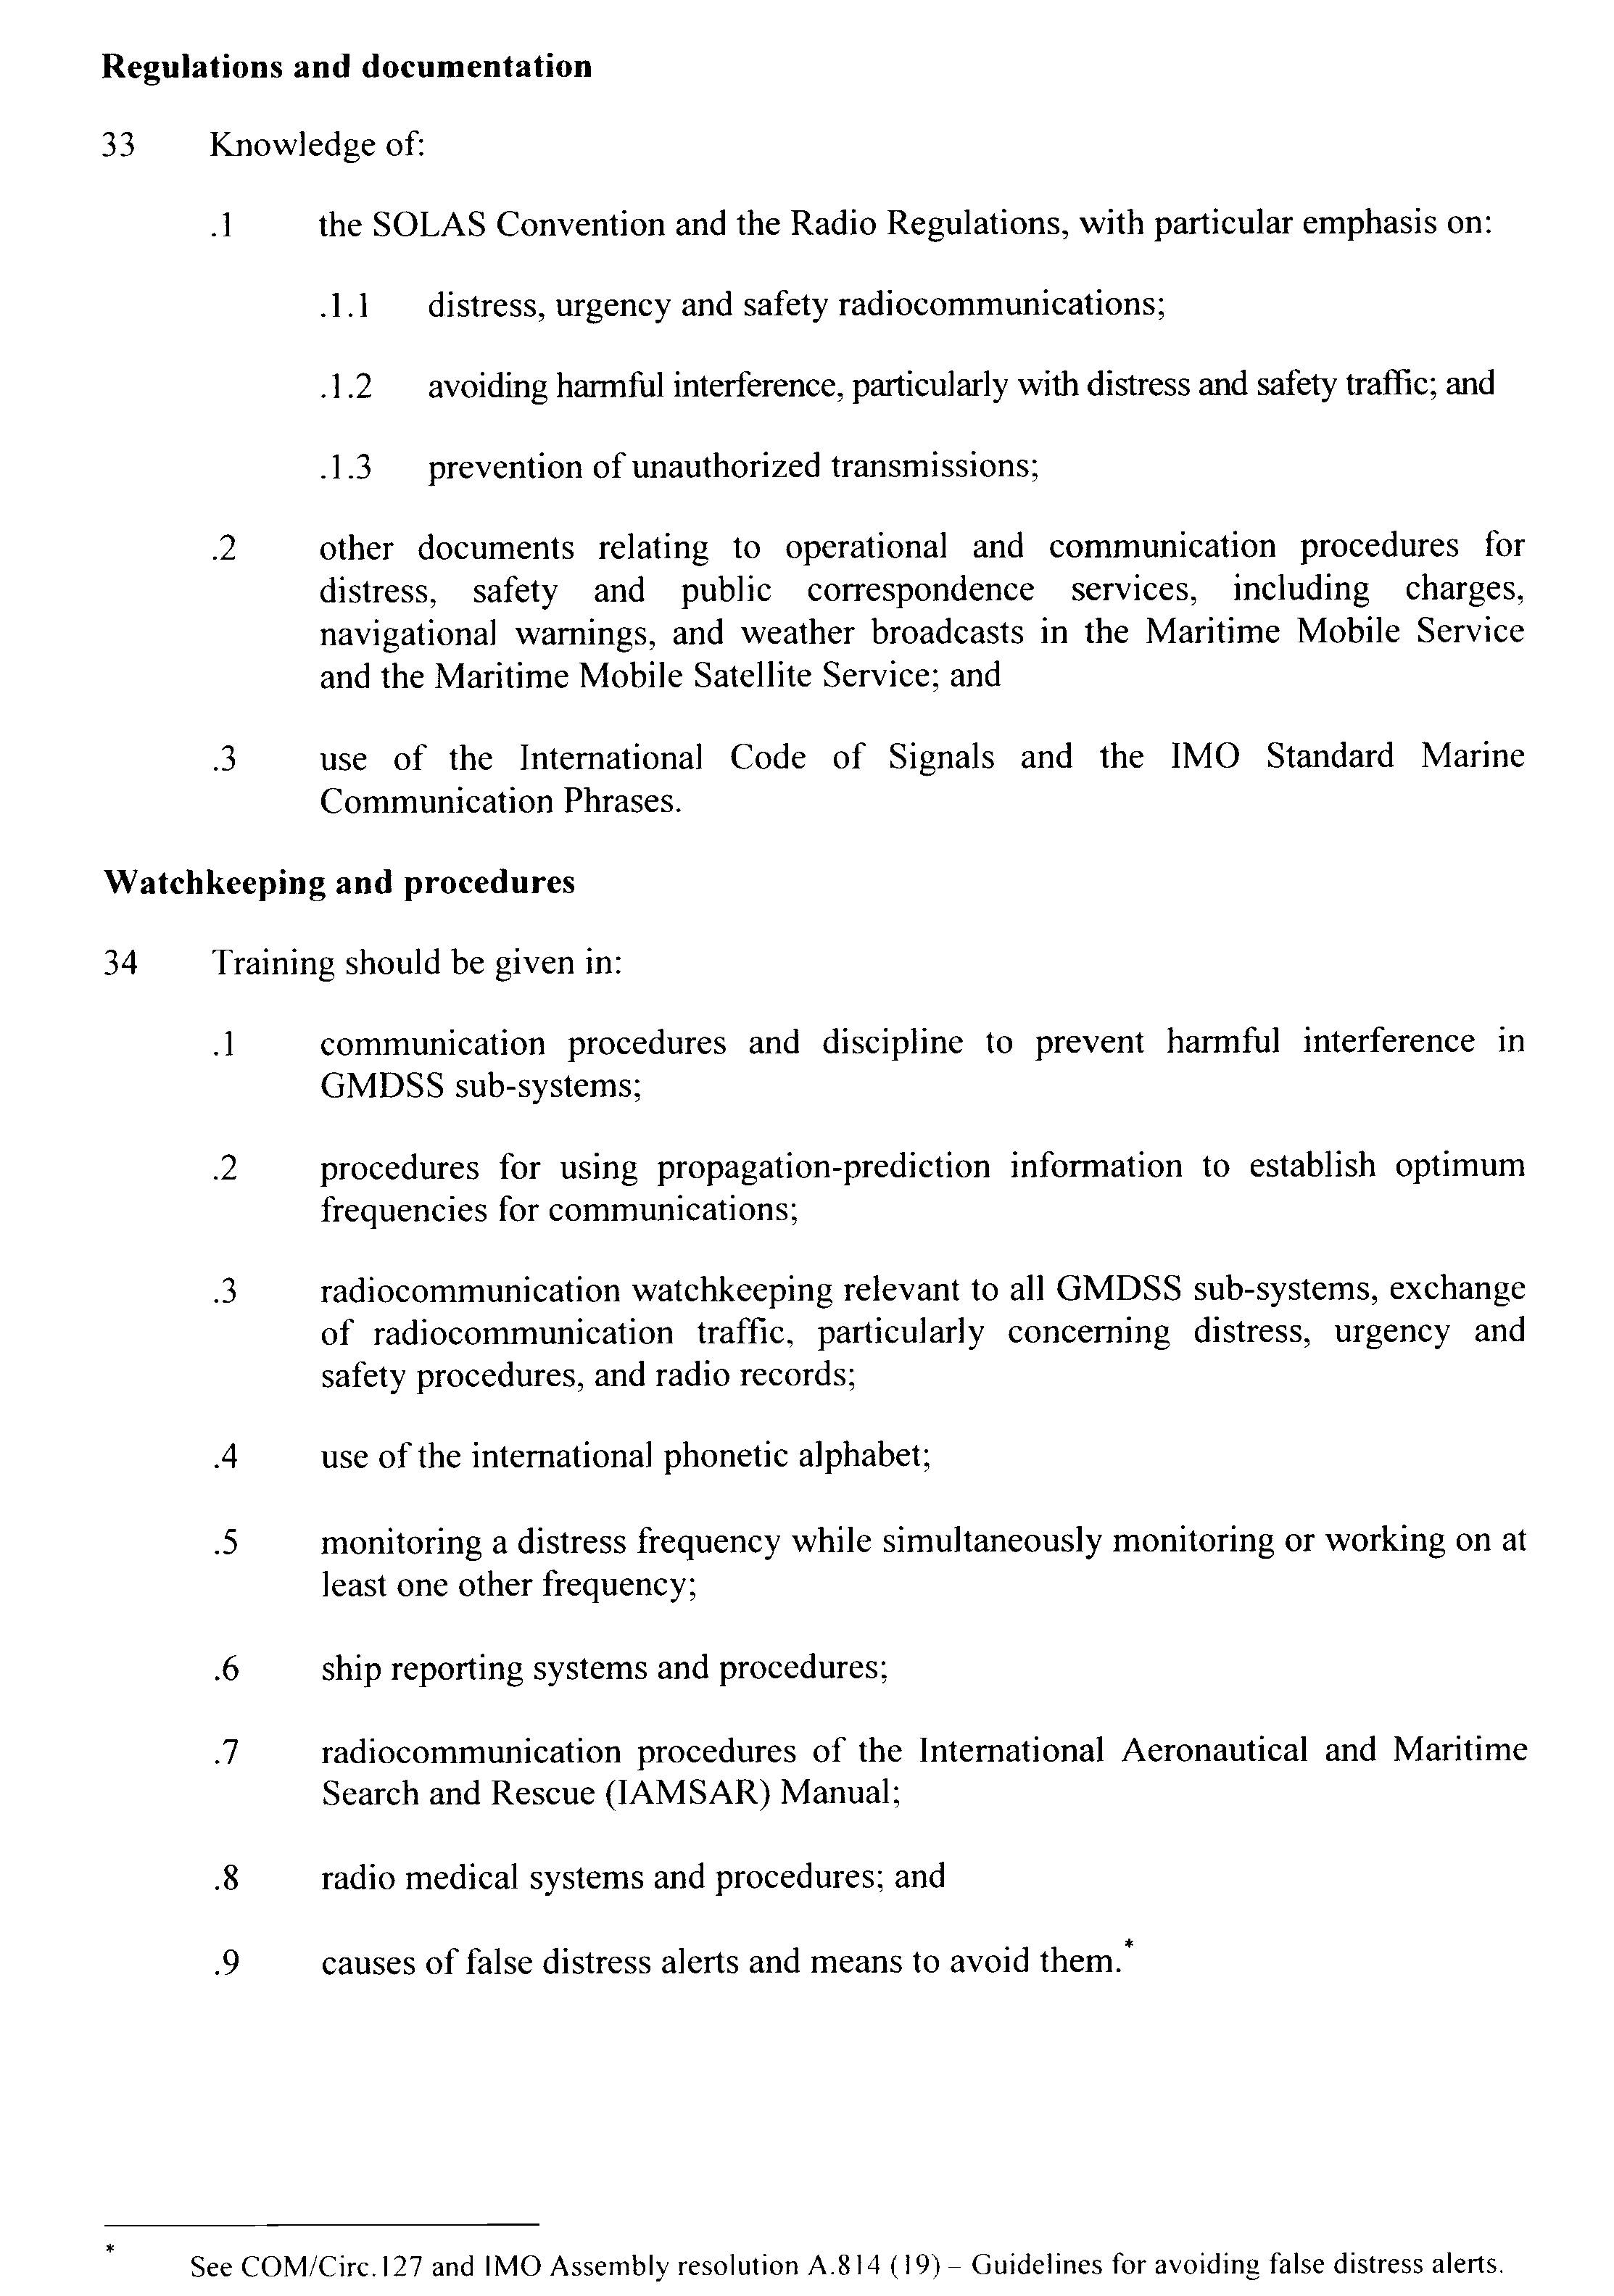 Regulations and documentation
33 Knowledge of:
.1 the SOLAS Convention and the Radio Regulations, with particular emphasis on:
.1.1 distress, urgency and safety radiocommunications;
.1.2 avoiding harmful interference, particularly with distress and safety traffic; and
.1.3 prevention of unauthorized transmissions;
.2 other documents relating to operational and communication procedures for
distress, safety and public correspondence services, including charges,
navigational warnings, and weather broadcasts in the Maritime Mobile Service
and the Maritime Mobile Satellite Service; and
.3 use of the International Code of Signals and the IMO Standard Marine
Communication Phrases.
Watchkeeping and procedures
34 Training should be given in:
.1 communication procedures and discipline to prevent harmful interference in
GMDSS sub-systems;
.2 procedures for using propagation-prediction information to establish optimum
frequencies for communications;
.3 radiocommunication watchkeeping relevant to all GMDSS sub-systems, exchange
of radiocommunication traffic, particularly concerning distress, urgency and
safety procedures, and radio records;
.4 use of the international phonetic alphabet;
.5 monitoring a distress frequency while simultaneously monitoring or working on at
least one other frequency;
.6 ship reporting systems and procedures;
.7 radiocommunication procedures of the International Aeronautical and Maritime
Search and Rescue (IAMSAR) Manual;
.8 radio medical systems and procedures; and
.9 causes of false distress alerts and means to avoid them.*
* See COM/Circ.127 and IMO Assembly resolution A.814 (19) – Guidelines for avoiding false distress alerts.